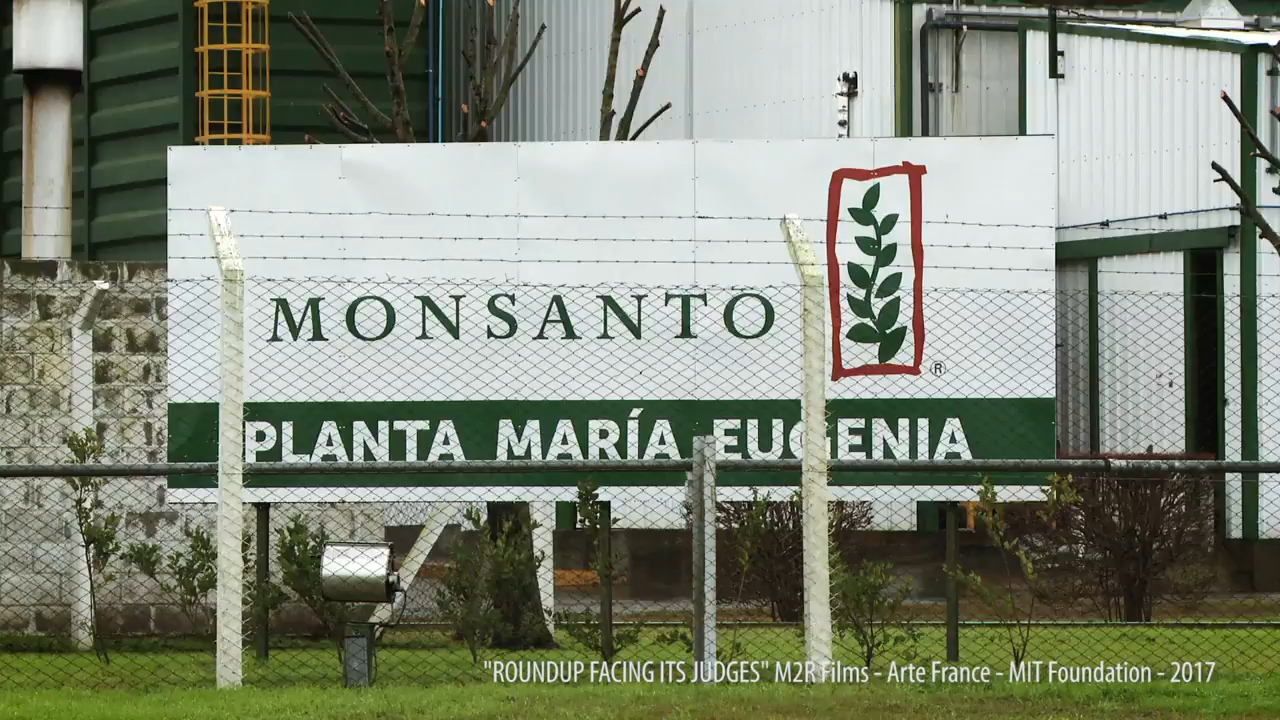 MONSANTO
®
PLANTA MARÍA EUGENIA
"ROUNDUP FACING ITS JUDGES" M2R Films - Arte France - MIT Foundation - 2017